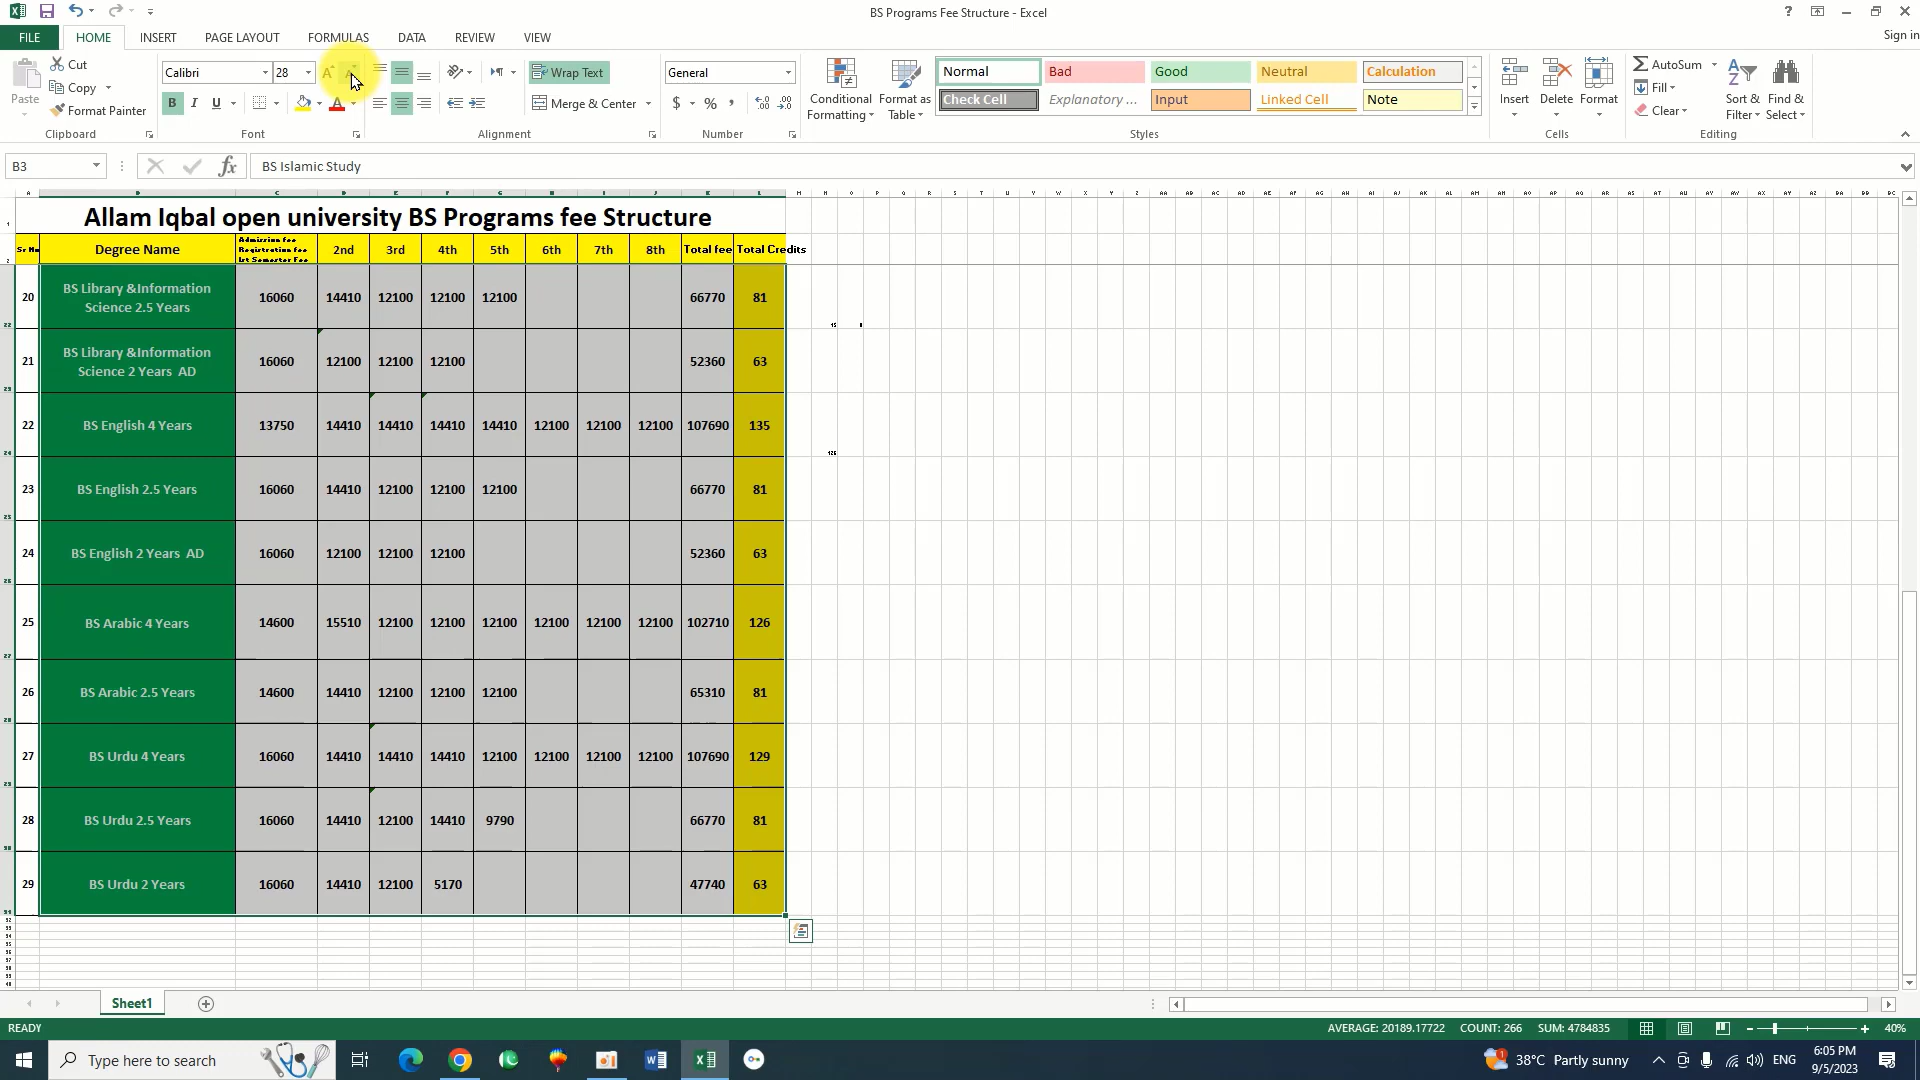 BS Programs Fee Structure - Excel
Sign in
FILE HOME INSERT PAGE LAYOUT FORMULAS DATA REVIEW VIEW
Paste
Cut
Copy
Format Painter
Clipboard
Calibri 28
B I U
Font
Wrap Text
Merge & Center
Alignment
General
$ % ,
Number
Conditional Formatting
Format as Table
Normal Bad Good Neutral Calculation
Check Cell Explanatory ... Input Linked Cell Note
Styles
Insert Delete Format
Cells
AutoSum
Fill
Clear
Sort & Filter
Find & Select
Editing
B3 fx BS Islamic Study
Allam Iqbal open university BS Programs fee Structure
Sr No Degree Name Admission fee Registration fee 1st Semester Fee 2nd 3rd 4th 5th 6th 7th 8th Total fee Total Credits
20 BS Library &Information Science 2.5 Years 16060 14410 12100 12100 12100 66770 81
21 BS Library &Information Science 2 Years AD 16060 12100 12100 12100 52360 63
22 BS English 4 Years 13750 14410 14410 14410 14410 12100 12100 12100 107690 135
23 BS English 2.5 Years 16060 14410 12100 12100 12100 66770 81
24 BS English 2 Years AD 16060 12100 12100 12100 52360 63
25 BS Arabic 4 Years 14600 15510 12100 12100 12100 12100 12100 12100 102710 126
26 BS Arabic 2.5 Years 14600 14410 12100 12100 12100 65310 81
27 BS Urdu 4 Years 16060 14410 14410 14410 12100 12100 12100 12100 107690 129
28 BS Urdu 2.5 Years 16060 14410 12100 14410 9790 66770 81
29 BS Urdu 2 Years 16060 14410 12100 5170 47740 63
Sheet1
READY
AVERAGE: 20189.17722 COUNT: 266 SUM: 4784835
40%
Type here to search
38°C Partly sunny
ENG
6:05 PM
9/5/2023